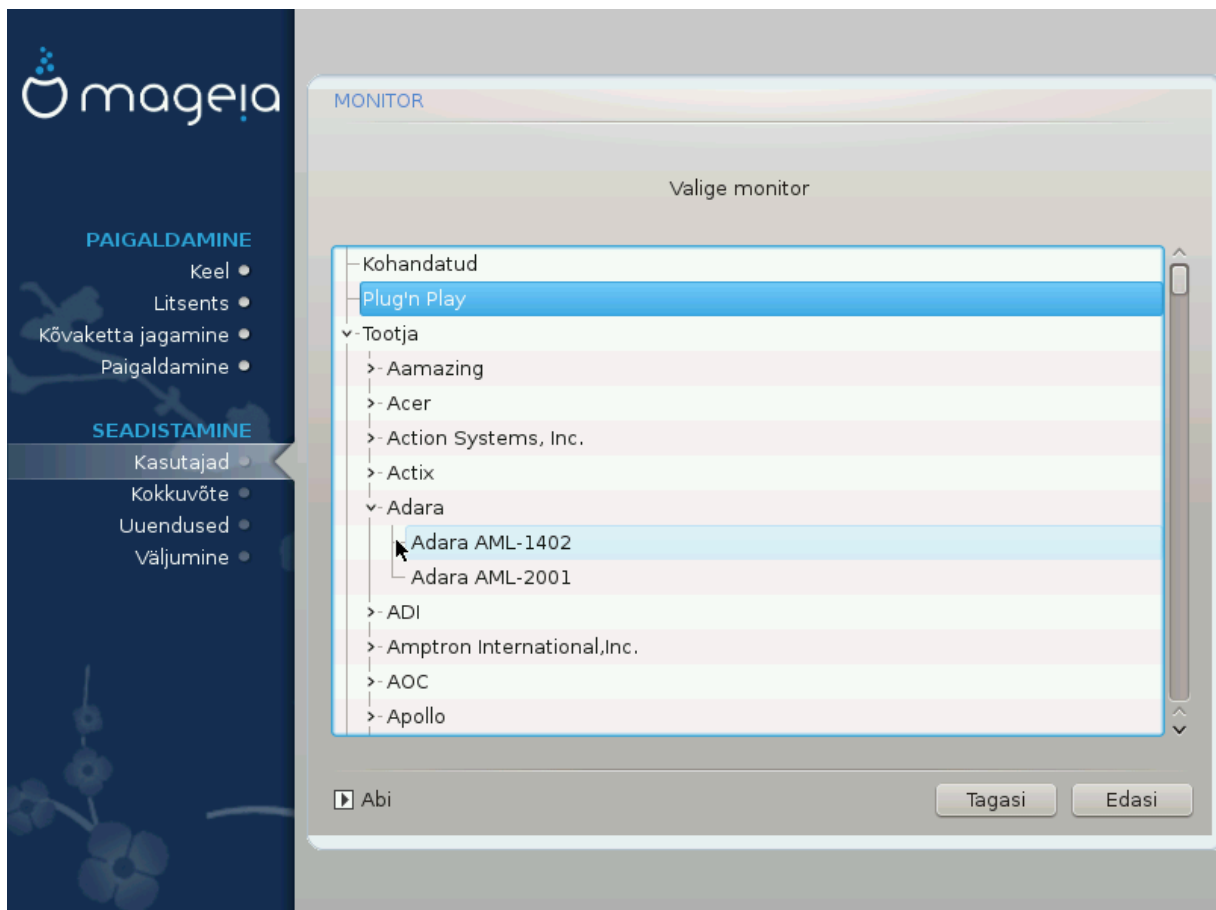 mageia
PAIGALDAMINE
Keel
Litsents
Kõvaketta jagamine
Paigaldamine
SEADISTAMINE
Kasutajad
Kokkuvõte
Uuendused
Väljumine
MONITOR
Valige monitor
Kohandatud
Plug'n Play
Tootja
Aamazing
Acer
Action Systems, Inc.
Actix
Adara
Adara AML-1402
Adara AML-2001
ADI
Amptron International,Inc.
AOC
Apollo
Abi
Tagasi
Edasi